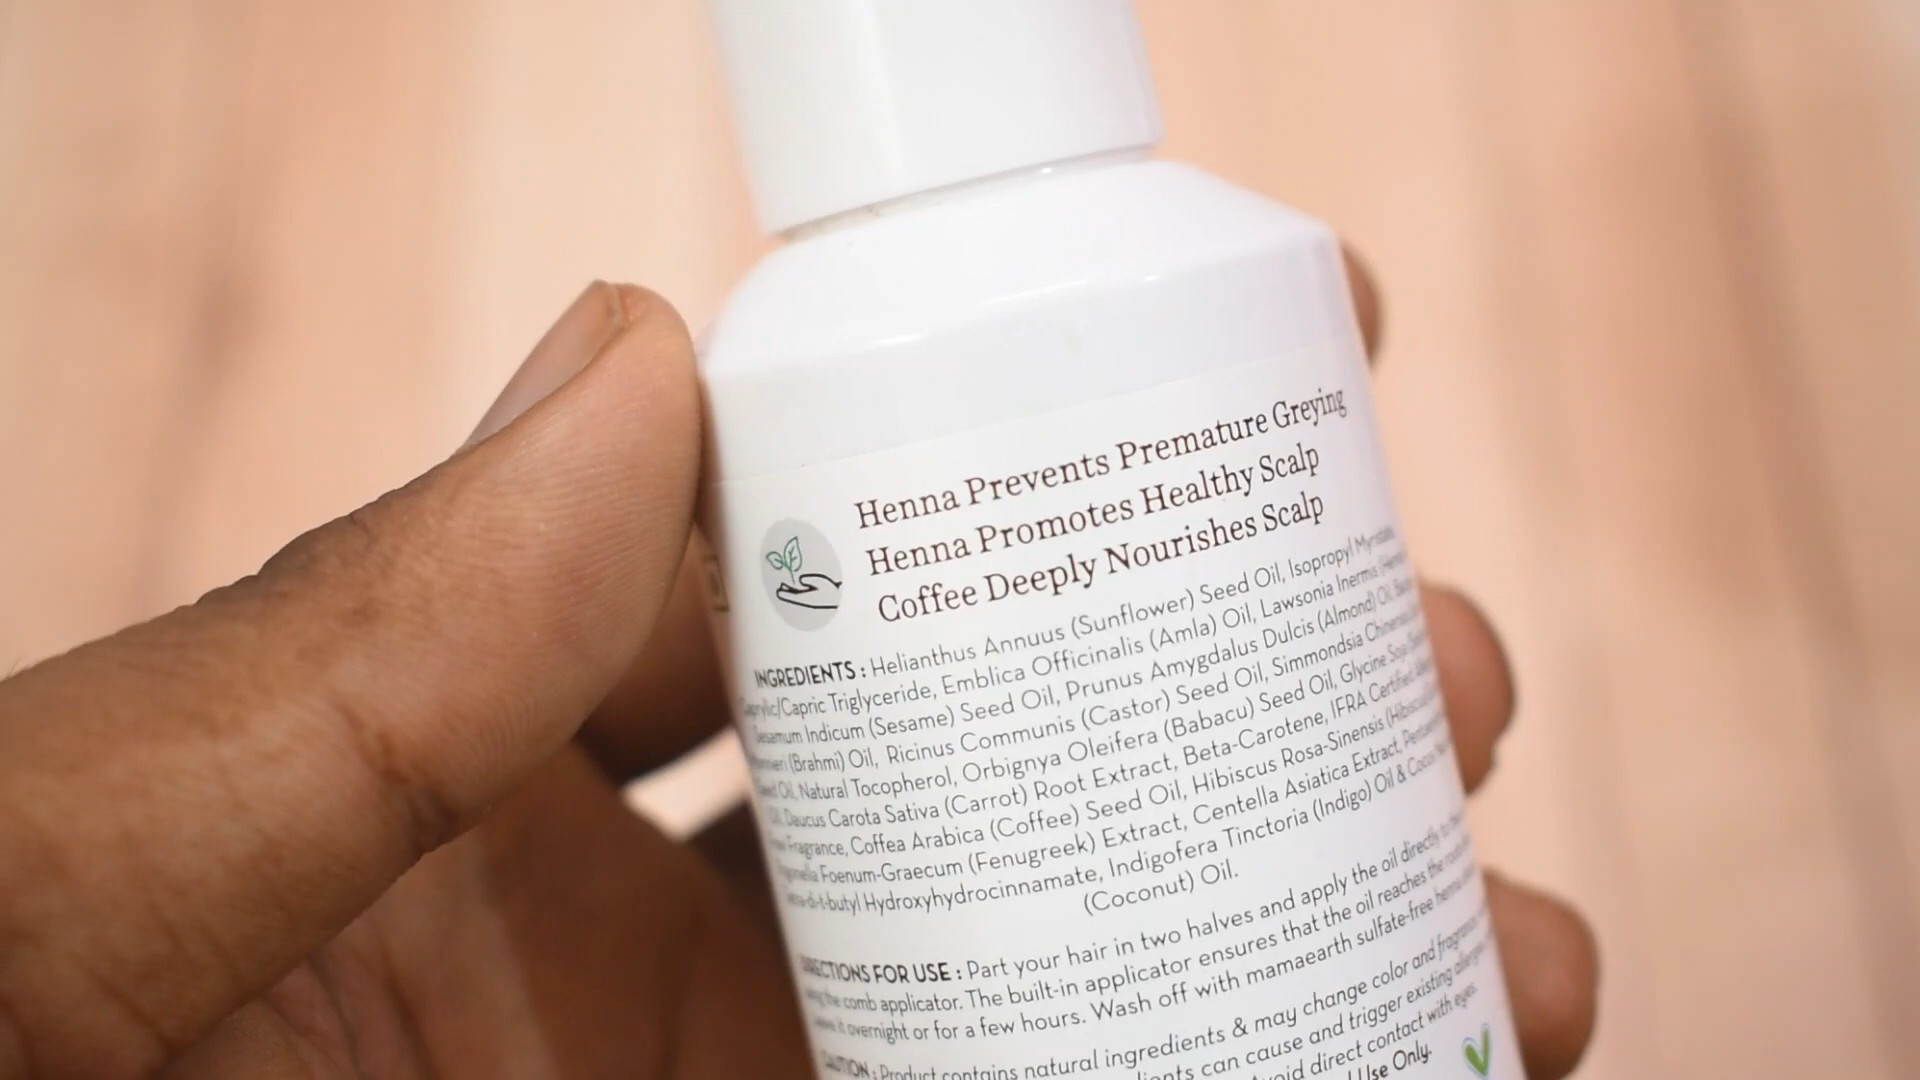 Henna Prevents Premature Greying
Henna Promotes Healthy Scalp
Coffee Deeply Nourishes Scalp
INGREDIENTS : Helianthus Annuus (Sunflower) Seed Oil, Isopropyl
Caprylic/Capric Triglyceride, Emblica Officinalis (Amla) Oil, Lawsonia Inermis
Sesamum Indicum (Sesame) Seed Oil, Prunus Amygdalus Dulcis (Almond) Oil,
(Brahmi) Oil, Ricinus Communis (Castor) Seed Oil, Simmondsia
Seed Oil, Natural Tocopherol, Orbignya Oleifera (Babacu) Seed Oil, Glycine Soja
Oil, Daucus Carota Sativa (Carrot) Root Extract, Beta-Carotene, IFRA Certified
Fragrance, Coffea Arabica (Coffee) Seed Oil, Hibiscus Rosa-Sinensis
Foenum-Graecum (Fenugreek) Extract, Centella Asiatica Extract,
Hydroxyhydrocinnamate, Indigofera Tinctoria (Indigo) Oil &
(Coconut) Oil.
DIRECTIONS FOR USE : Part your hair in two halves and apply the oil directly
the comb applicator. The built-in applicator ensures that the oil reaches the
overnight or for a few hours. Wash off with mamaearth sulfate-free
CAUTION : Product contains natural ingredients & may change color and
can cause and trigger existing
direct contact with eyes.
Use Only.